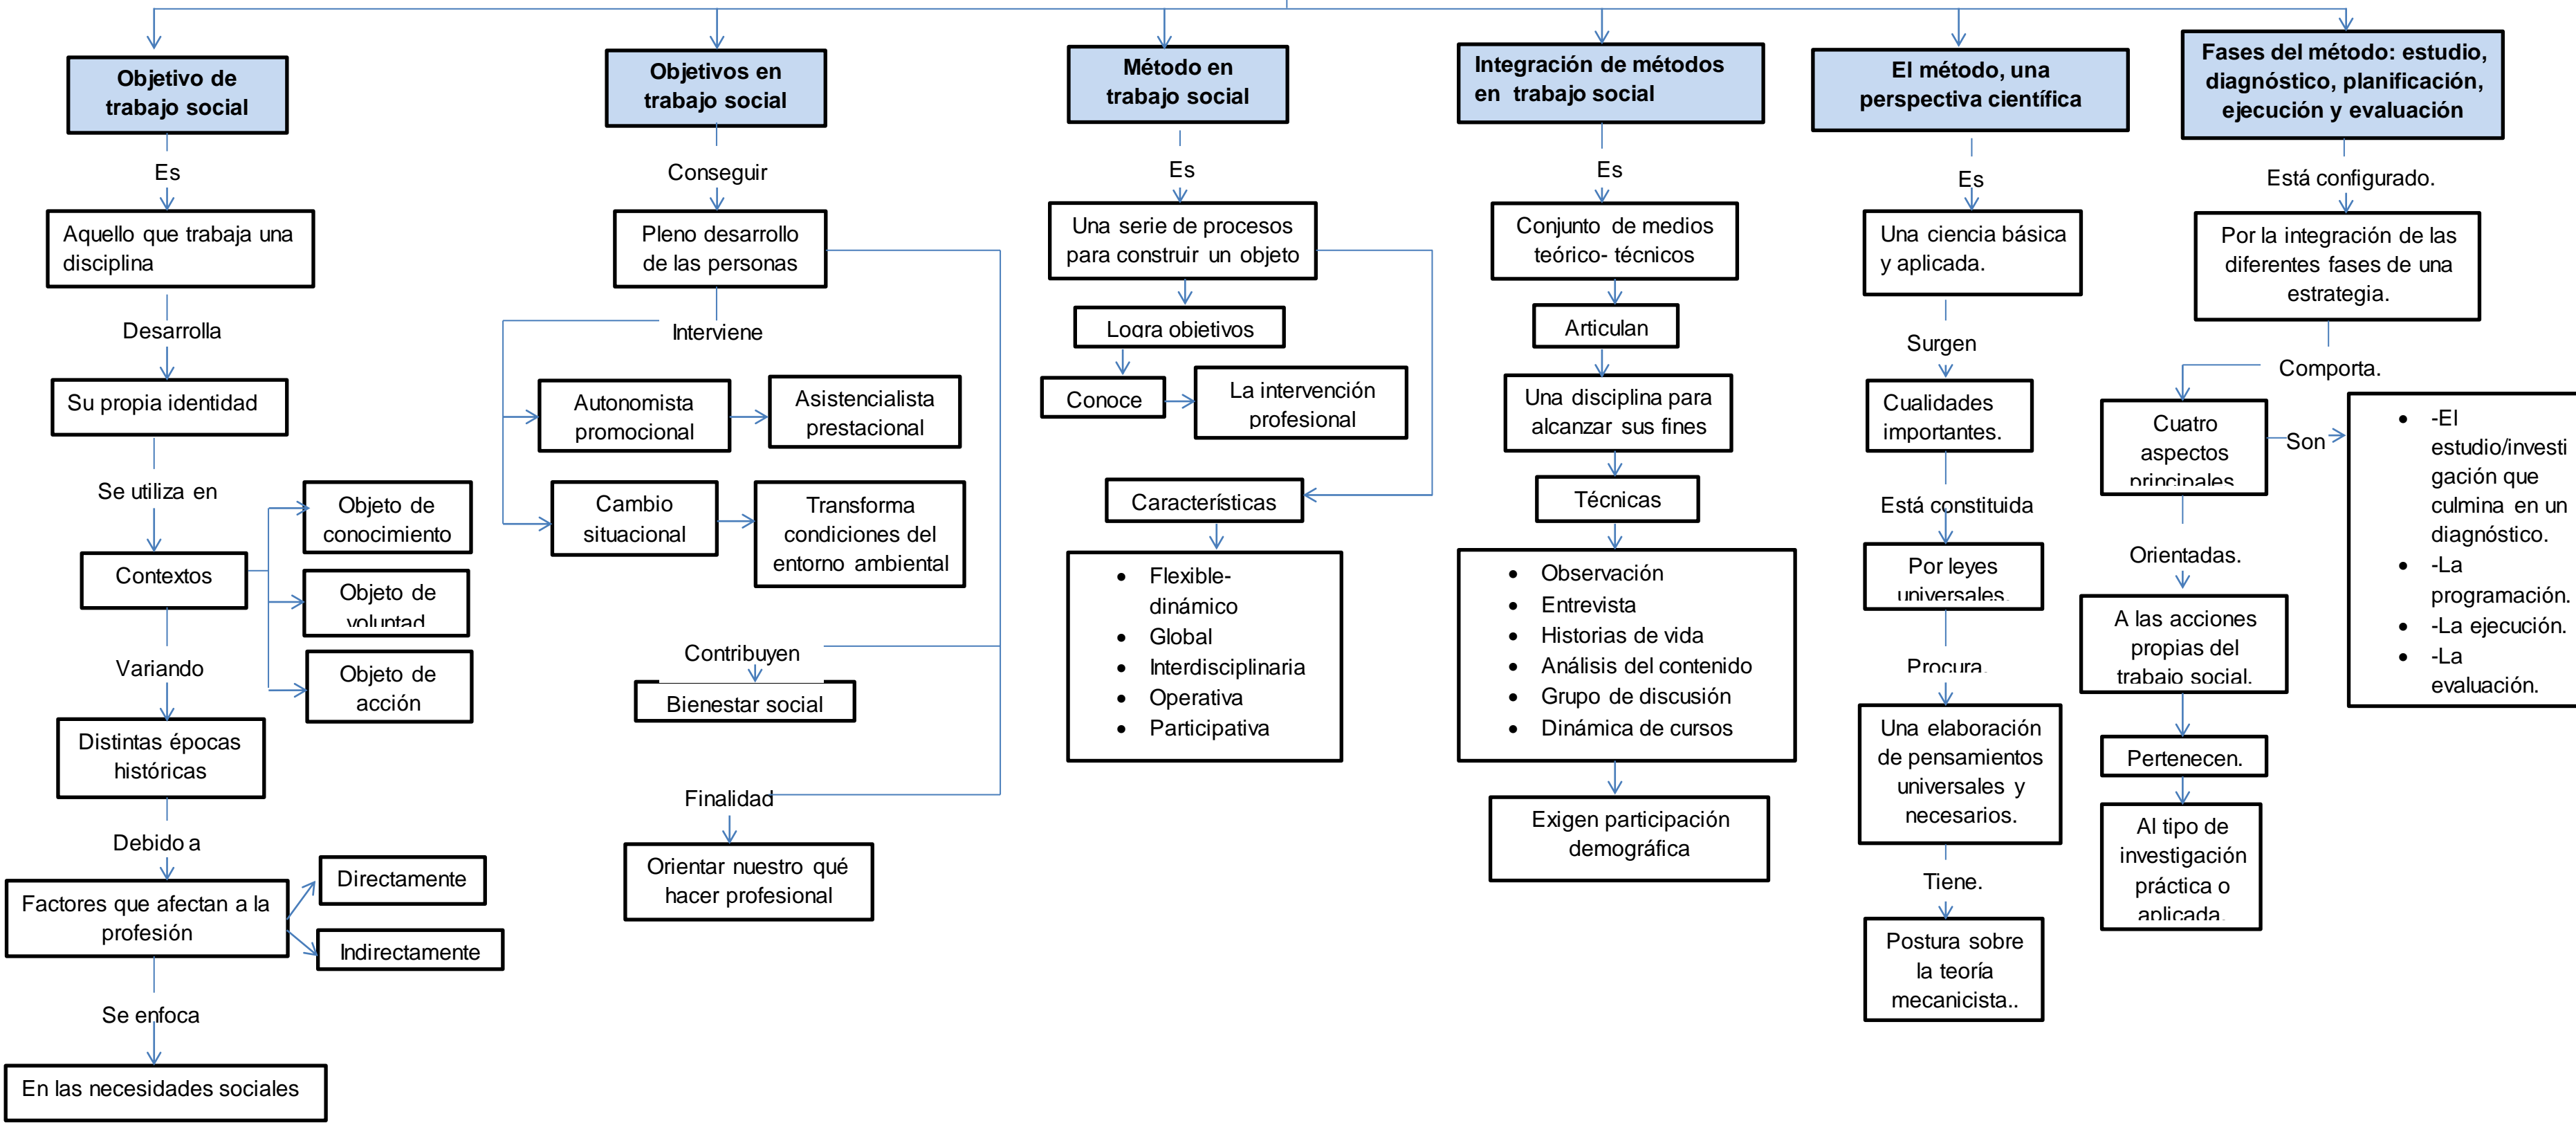 Objetivo de
trabajo social
Es
Aquello que trabaja una
disciplina
Desarrolla
Su propia identidad
Se utiliza en
Contextos
Objeto de
conocimiento
Objeto de
voluntad
Objeto de
acción
Variando
Distintas épocas
históricas
Debido a
Factores que afectan a la
profesión
Directamente
Indirectamente
Se enfoca
En las necesidades sociales
Objetivos en
trabajo social
Conseguir
Pleno desarrollo
de las personas
Interviene
Autonomista
promocional
Asistencialista
prestacional
Cambio
situacional
Transforma
condiciones del
entorno ambiental
Contribuyen
Bienestar social
Finalidad
Orientar nuestro qué
hacer profesional
Método en
trabajo social
Es
Una serie de procesos
para construir un objeto
Logra objetivos
Conoce
La intervención
profesional
Características
• Flexible-
dinámico
• Global
• Interdisciplinaria
• Operativa
• Participativa
Integración de métodos
en trabajo social
Es
Conjunto de medios
teórico- técnicos
Articulan
Una disciplina para
alcanzar sus fines
Técnicas
• Observación
• Entrevista
• Historias de vida
• Análisis del contenido
• Grupo de discusión
• Dinámica de cursos
Exigen participación
demográfica
El método, una
perspectiva científica
Es
Una ciencia básica
y aplicada.
Surgen
Cualidades
importantes.
Está constituida
Por leyes
universales.
Procura.
Una elaboración
de pensamientos
universales y
necesarios.
Tiene.
Postura sobre
la teoría
mecanicista..
Fases del método: estudio,
diagnóstico, planificación,
ejecución y evaluación
Está configurado.
Por la integración de las
diferentes fases de una
estrategia.
Comporta.
Cuatro
aspectos
principales
Son
• -El
estudio/investi
gación que
culmina en un
diagnóstico.
• -La
programación.
• -La ejecución.
• -La
evaluación.
Orientadas.
A las acciones
propias del
trabajo social.
Pertenecen.
Al tipo de
investigación
práctica o
aplicada.